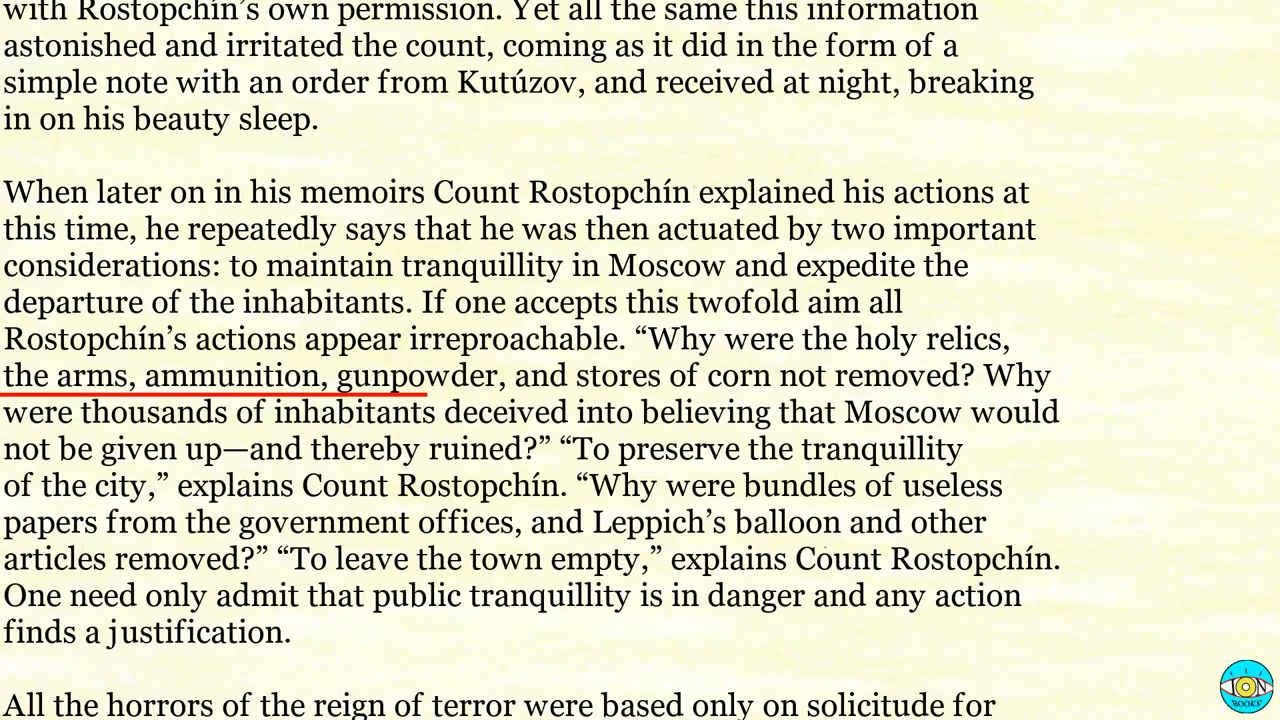 with Rostopchín’s own permission. Yet all the same this information
astonished and irritated the count, coming as it did in the form of a
simple note with an order from Kutúzov, and received at night, breaking
in on his beauty sleep.
When later on in his memoirs Count Rostopchín explained his actions at
this time, he repeatedly says that he was then actuated by two important
considerations: to maintain tranquillity in Moscow and expedite the
departure of the inhabitants. If one accepts this twofold aim all
Rostopchín’s actions appear irreproachable. “Why were the holy relics,
the arms, ammunition, gunpowder, and stores of corn not removed? Why
were thousands of inhabitants deceived into believing that Moscow would
not be given up—and thereby ruined?” “To preserve the tranquillity
of the city,” explains Count Rostopchín. “Why were bundles of useless
papers from the government offices, and Leppich’s balloon and other
articles removed?” “To leave the town empty,” explains Count Rostopchín.
One need only admit that public tranquillity is in danger and any action
finds a justification.
All the horrors of the reign of terror were based only on solicitude for
ION
BOOKS